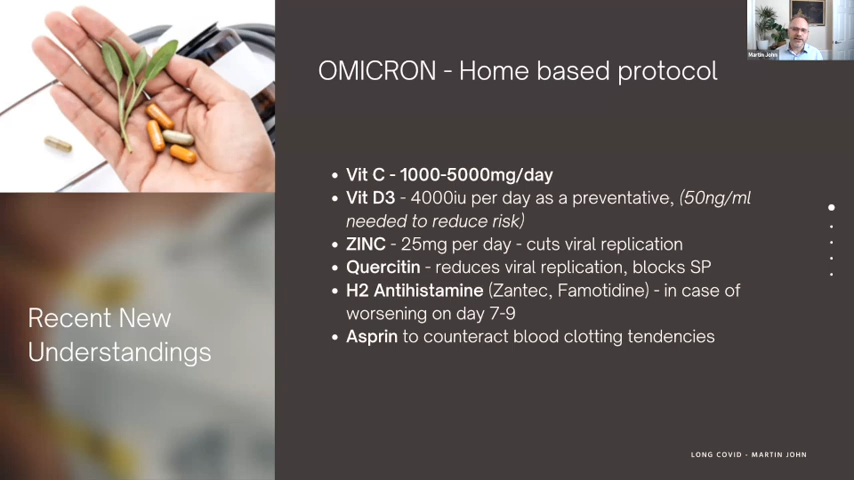 Martin John
OMICRON - Home based protocol
• Vit C - 1000-5000mg/day
• Vit D3 - 4000iu per day as a preventative, (50ng/ml
needed to reduce risk)
• ZINC - 25mg per day - cuts viral replication
• Quercitin - reduces viral replication, blocks SP
• H2 Antihistamine (Zantec, Famotidine) - in case of
worsening on day 7-9
• Asprin to counteract blood clotting tendencies
Recent New
Understandings
LONG COVID - MARTIN JOHN